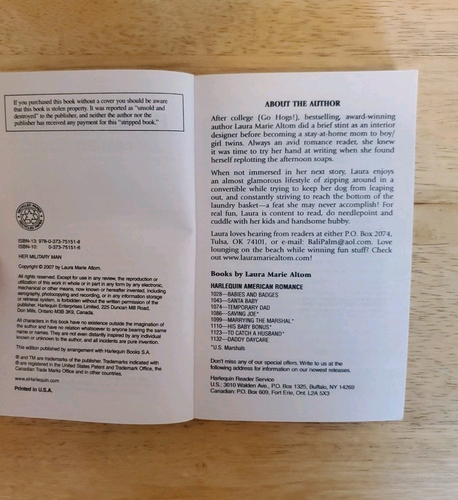 If you purchased this book without a cover you should be aware
that this book is stolen property. It was reported as "unsold and
destroyed" to the publisher, and neither the author nor the
publisher has received any payment for this "stripped book."
ISBN-13: 978-0-373-75151-8
ISBN-10: 0-373-75151-6
HER MILITARY MAN
Copyright © 2007 by Laura Marie Altom.
All rights reserved. Except for use in any review, the reproduction or
utilization of this work in whole or in part in any form by any electronic,
mechanical or other means, now known or hereafter invented, including
xerography, photocopying and recording, or in any information storage
or retrieval system, is forbidden without the written permission of the
publisher, Harlequin Enterprises Limited, 225 Duncan Mill Road,
Don Mills, Ontario M3B 3K9, Canada.
All characters in this book have no existence outside the imagination of
the author and have no relation whatsoever to anyone bearing the same
name or names. They are not even distantly inspired by any individual
known or unknown to the author, and all incidents are pure invention.
This edition published by arrangement with Harlequin Books S.A.
® and TM are trademarks of the publisher. Trademarks indicated with
® are registered in the United States Patent and Trademark Office, the
Canadian Trade Marks Office and in other countries.
www.eHarlequin.com
Printed in U.S.A.
ABOUT THE AUTHOR
After college (Go Hogs!), bestselling, award-winning
author Laura Marie Altom did a brief stint as an interior
designer before becoming a stay-at-home mom to boy/
girl twins. Always an avid romance reader, she knew
it was time to try her hand at writing when she found
herself replotting the afternoon soaps.
When not immersed in her next story, Laura enjoys
an almost glamorous lifestyle of zipping around in a
convertible while trying to keep her dog from leaping
out, and constantly striving to reach the bottom of the
laundry basket—a feat she may never accomplish! For
real fun, Laura is content to read, do needlepoint and
cuddle with her kids and handsome hubby.
Laura loves hearing from readers at either P.O. Box 2074,
Tulsa, OK 74101, or e-mail: BaliPalm@aol.com. Love
lounging on the beach while winning fun stuff? Check
out www.lauramariealtom.com!
Books by Laura Marie Altom
HARLEQUIN AMERICAN ROMANCE
1028—BABIES AND BADGES
1043—SANTA BABY
1074—TEMPORARY DAD
1086—SAVING JOE*
1099—MARRYING THE MARSHAL*
1110—HIS BABY BONUS*
1123—TO CATCH A HUSBAND*
1132—DADDY DAYCARE
*U.S. Marshals
Don't miss any of our special offers. Write to us at the
following address for information on our newest releases.
Harlequin Reader Service
U.S.: 3010 Walden Ave., P.O. Box 1325, Buffalo, NY 14269
Canadian: P.O. Box 609, Fort Erie, Ont. L2A 5X3